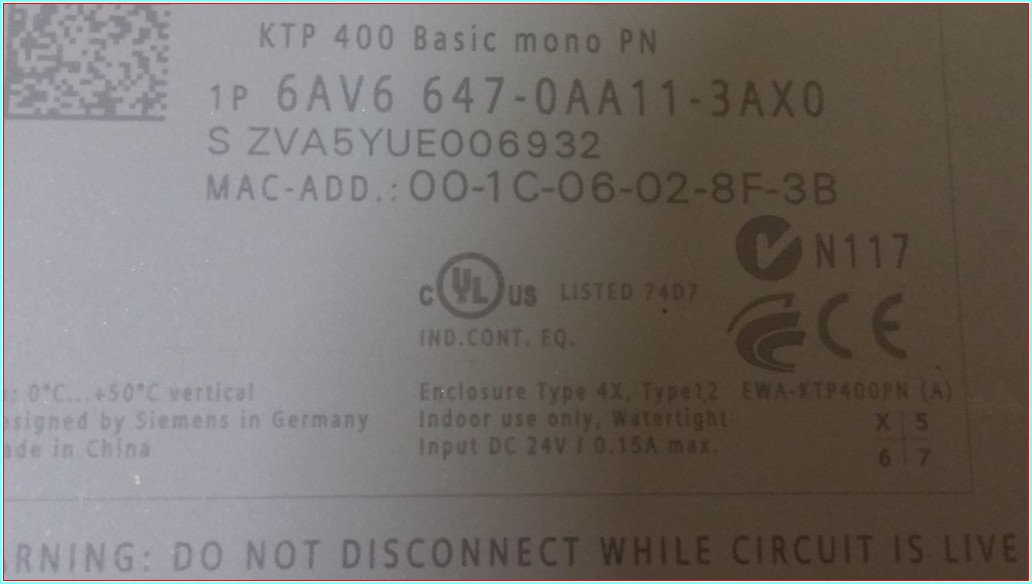 KTP 400 Basic mono PN
1P 6AV6 647-0AA11-3AX0
S ZVA5YUE006932
MAC-ADD.: 00-1C-06-02-8F-3B
N117
c UL US LISTED 7407
CE
IND.CONT. EQ.
: 0°C...+50°C vertical
Enclosure Type 4X, Type12 EWA-KTP400PN (A)
esigned by Siemens in Germany
Indoor use only, Watertight
X 5
ade in China
Input DC 24V / 0.15A max.
6 7
RNING: DO NOT DISCONNECT WHILE CIRCUIT IS LIVE